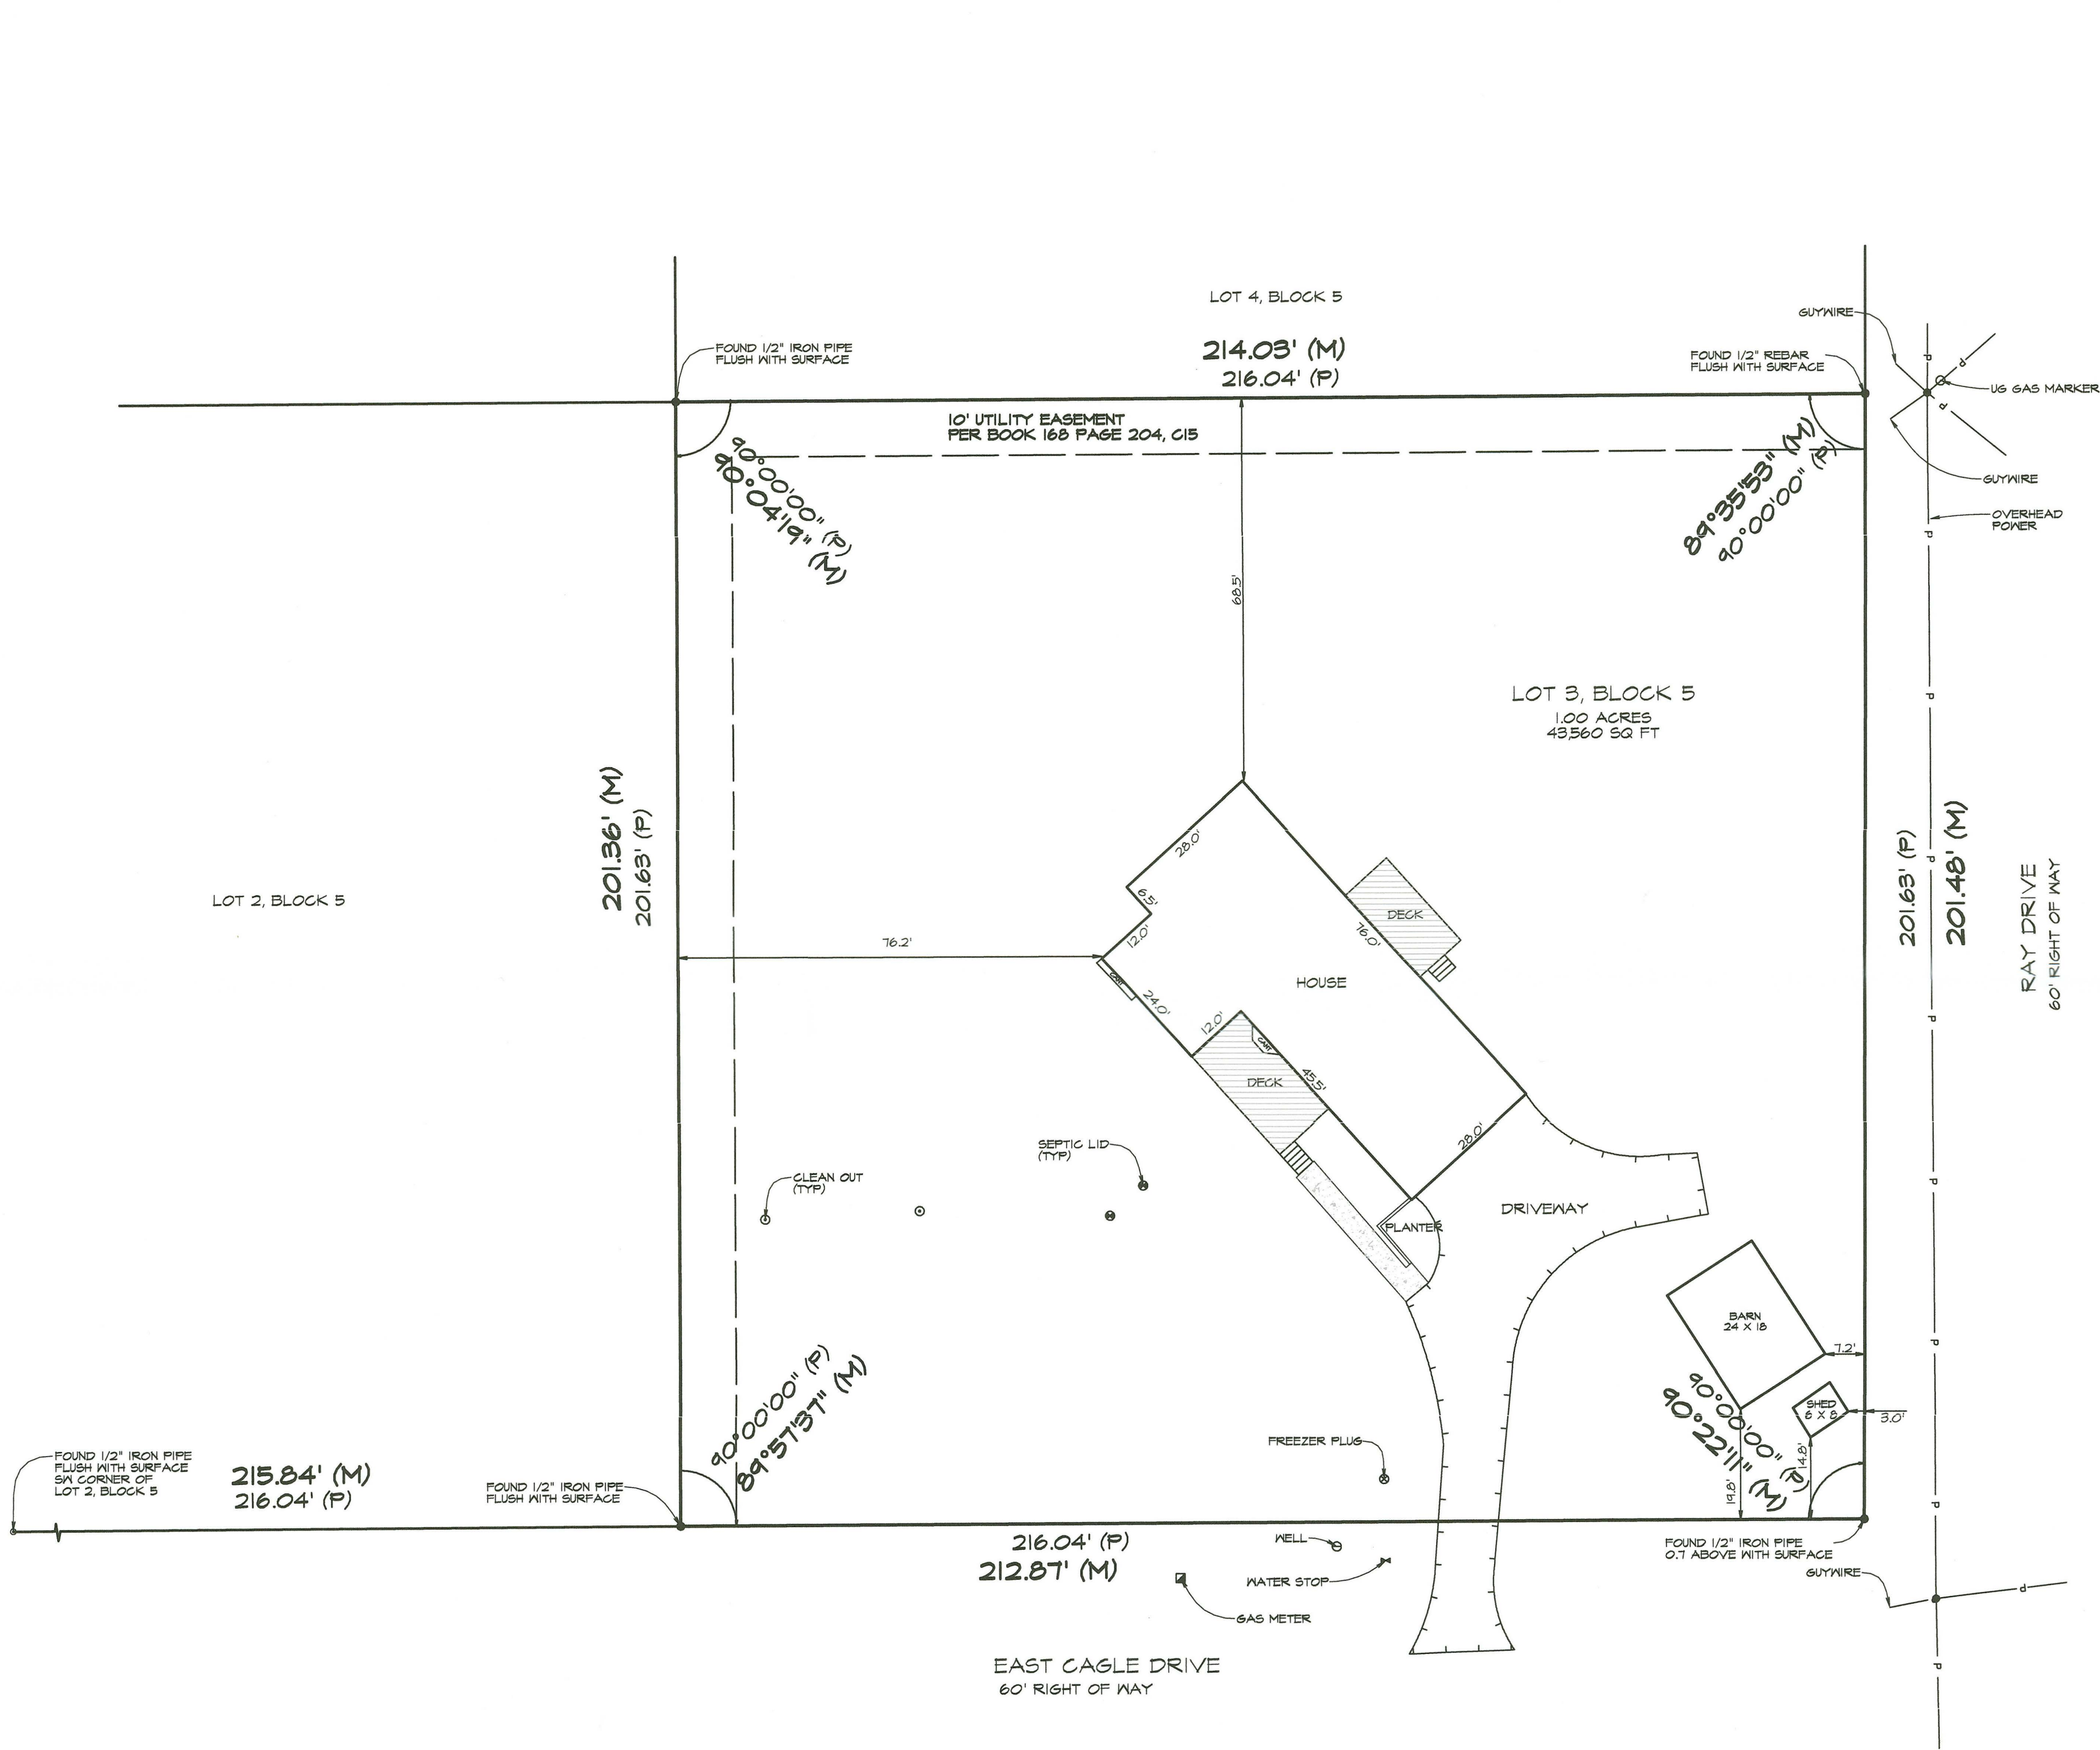 LOT 4, BLOCK 5
GUYWIRE
214.03' (M)
216.04' (P)
FOUND 1/2" IRON PIPE
FLUSH WITH SURFACE
FOUND 1/2" REBAR
FLUSH WITH SURFACE
P
P
UG GAS MARKER
P
10' UTILITY EASEMENT
PER BOOK 168 PAGE 204, C15
90°00'00" (P)
90°04'19" (M)
89°35'53" (M)
90°00'00" (P)
GUYWIRE
OVERHEAD
POWER
P
68.5'
LOT 3, BLOCK 5
1.00 ACRES
43,560 SQ FT
P
201.36' (M)
201.63' (P)
LOT 2, BLOCK 5
28.0'
6.5'
12.0'
76.2'
DECK
76.0'
HOUSE
201.63' (P)
P
201.48' (M)
RAY DRIVE
60' RIGHT OF WAY
24.0'
12.0'
P
DECK
45.5'
28.0'
SEPTIC LID
(TYP)
CLEAN OUT
(TYP)
P
DRIVEWAY
PLANTER
BARN
24 X 18
7.2'
P
90°00'00" (P)
89°57'37" (M)
90°00'00" (P)
90°22'11" (M)
SHED
8 X 8
3.0'
14.8'
19.8'
FREEZER PLUG
FOUND 1/2" IRON PIPE
FLUSH WITH SURFACE
SW CORNER OF
LOT 2, BLOCK 5
215.84' (M)
216.04' (P)
FOUND 1/2" IRON PIPE
FLUSH WITH SURFACE
P
216.04' (P)
212.87' (M)
WELL
WATER STOP
GAS METER
FOUND 1/2" IRON PIPE
0.7 ABOVE WITH SURFACE
GUYWIRE
P
EAST CAGLE DRIVE
60' RIGHT OF WAY
P